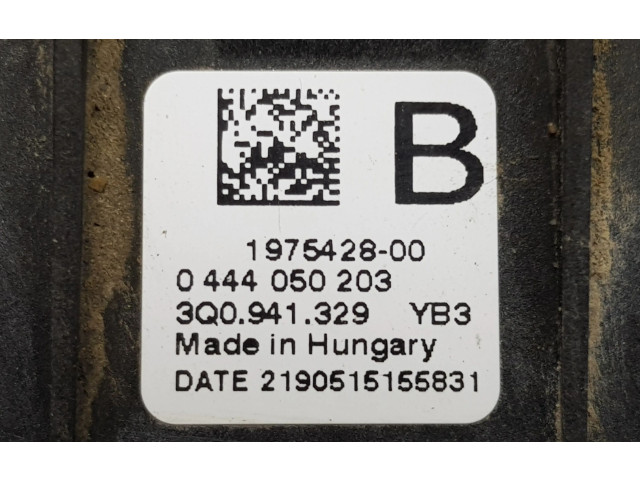 B
1975428-00
0 444 050 203
3Q0.941.329 YB3
Made in Hungary
DATE 2190515155831